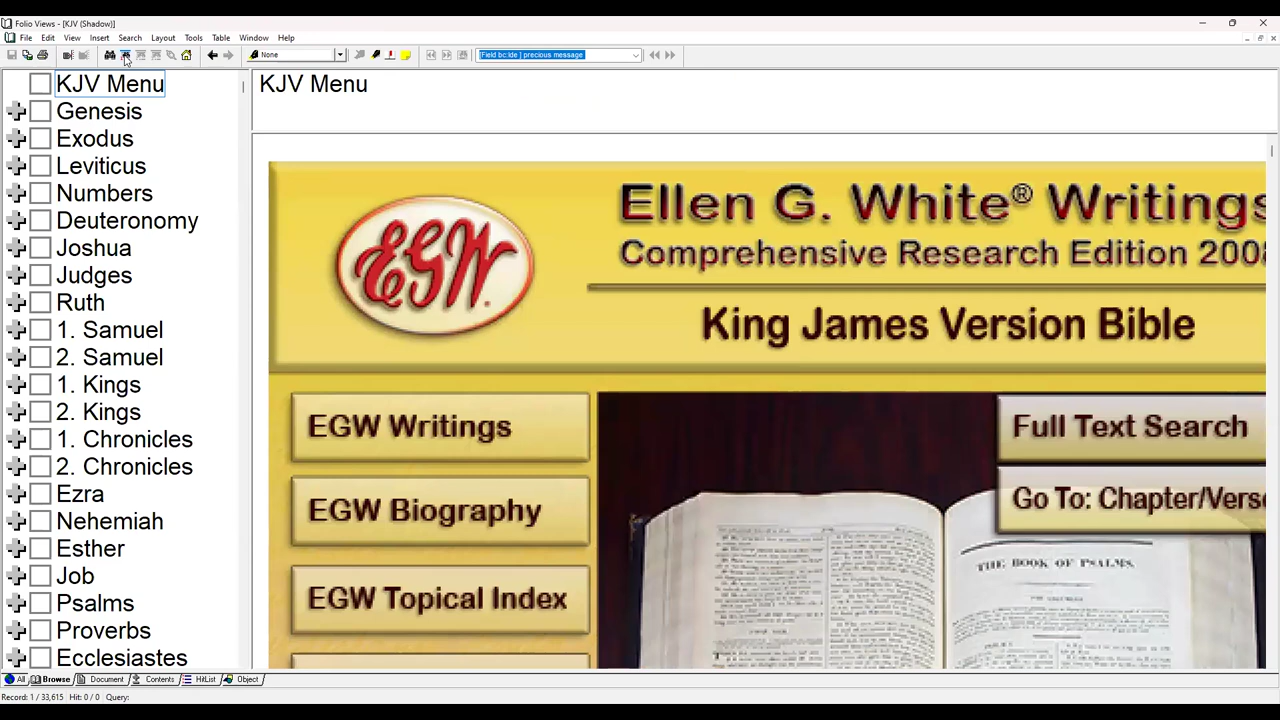 Folio Views - [KJV (Shadow)]
File Edit View Insert Search Layout Tools Table Window Help
None
[Field bc:lde ] precious message
KJV Menu
Genesis
Exodus
Leviticus
Numbers
Deuteronomy
Joshua
Judges
Ruth
1. Samuel
2. Samuel
1. Kings
2. Kings
1. Chronicles
2. Chronicles
Ezra
Nehemiah
Esther
Job
Psalms
Proverbs
Ecclesiastes
KJV Menu
EGW
Ellen G. White® Writings
Comprehensive Research Edition 2008
King James Version Bible
EGW Writings
EGW Biography
EGW Topical Index
Full Text Search
Go To: Chapter/Verse
THE BOOK OF PSALMS.
All Browse Document Contents HitList Object
Record: 1 / 33,615 Hit: 0 / 0 Query: